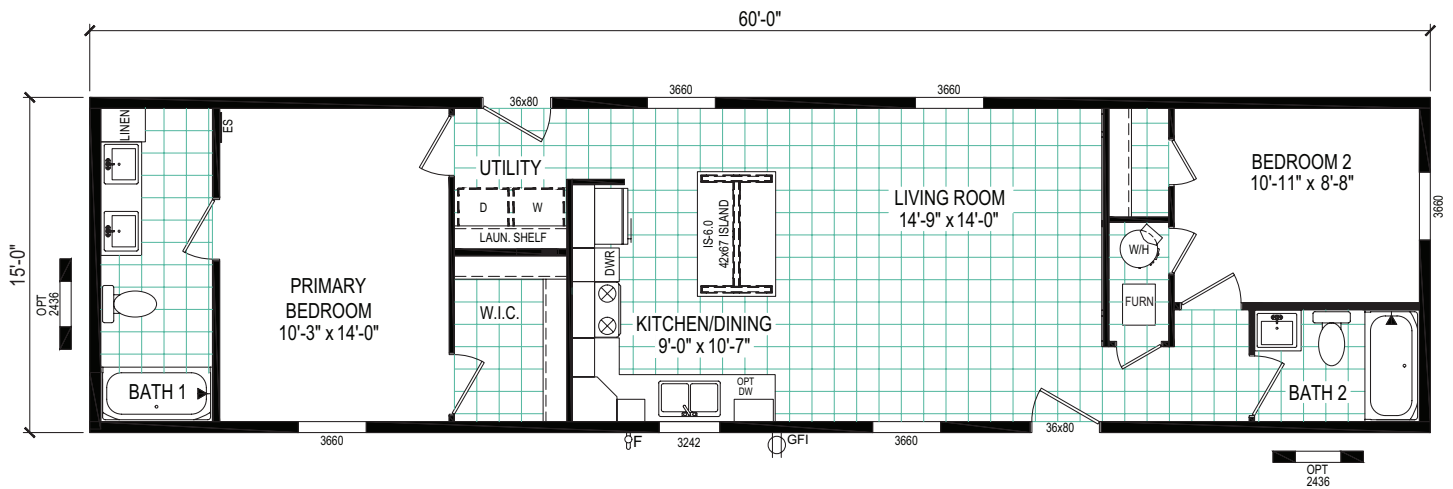 60'-0"
15'-0"
36x80
3660
3660
LINEN
ES
UTILITY
D
W
LAUN. SHELF
W.I.C.
PRIMARY
BEDROOM
10'-3" x 14'-0"
BATH 1
OPT
2436
DWR
IS-6.0
42x67 ISLAND
KITCHEN/DINING
9'-0" x 10'-7"
OPT
DW
LIVING ROOM
14'-9" x 14'-0"
W/H
FURN
BEDROOM 2
10'-11" x 8'-8"
3660
BATH 2
3660
F
3242
GFI
3660
36x80
OPT
2436